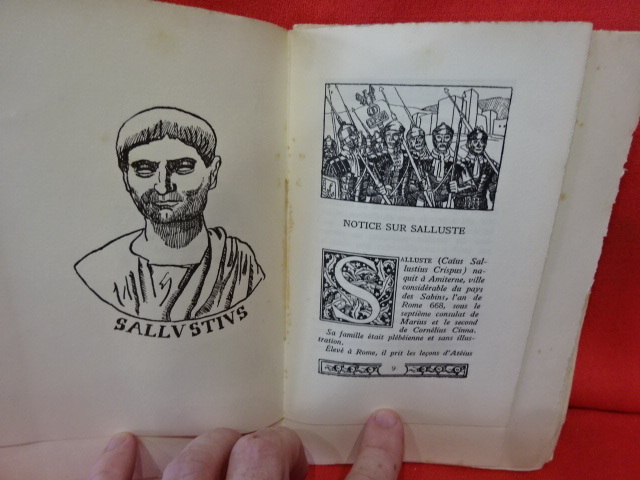 SALLVSTIVS
NOTICE SUR SALLUSTE
SALLUSTE (Caïus Sal-
lustius Crispus) na-
quit à Amiterne, ville
considérable du pays
des Sabins, l'an de
Rome 668, sous le
septième consulat de
Marius et le second
de Cornélius Cinna.
Sa famille était plébéienne et sans illus-
tration.
Élevé à Rome, il prit les leçons d'Atéius
9